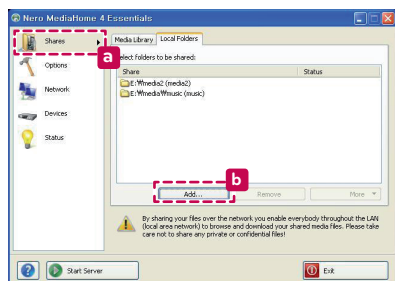 Nero MediaHome 4 Essentials
Shares
Options
Network
Devices
Status
a
Media Library
Local Folders
Select folders to be shared:
Share
Status
E:₩media2 (media2)
E:₩media₩music (music)
b
Add...
Remove
More
By sharing your files over the network you enable everybody throughout the LAN
(local area network) to browse and download your shared media files. Please take
care not to share any private or confidential files!
?
Start Server
Exit